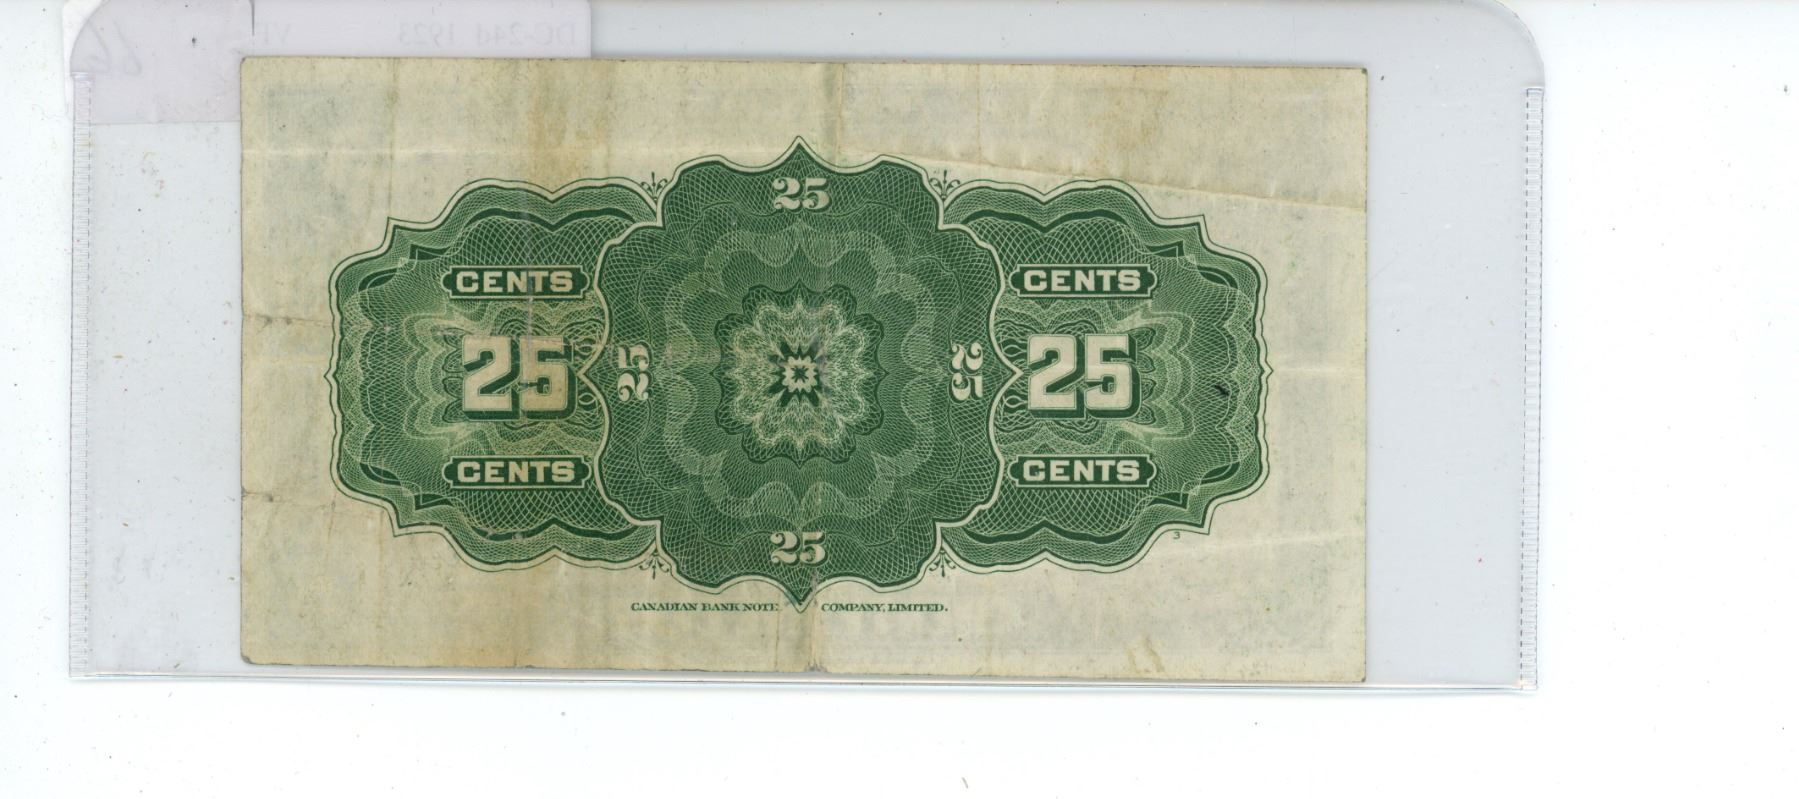 DC-24d 1923 VF
25
CENTS CENTS
25 25 25 25
CENTS CENTS
25
3
CANADIAN BANK NOTE COMPANY, LIMITED.